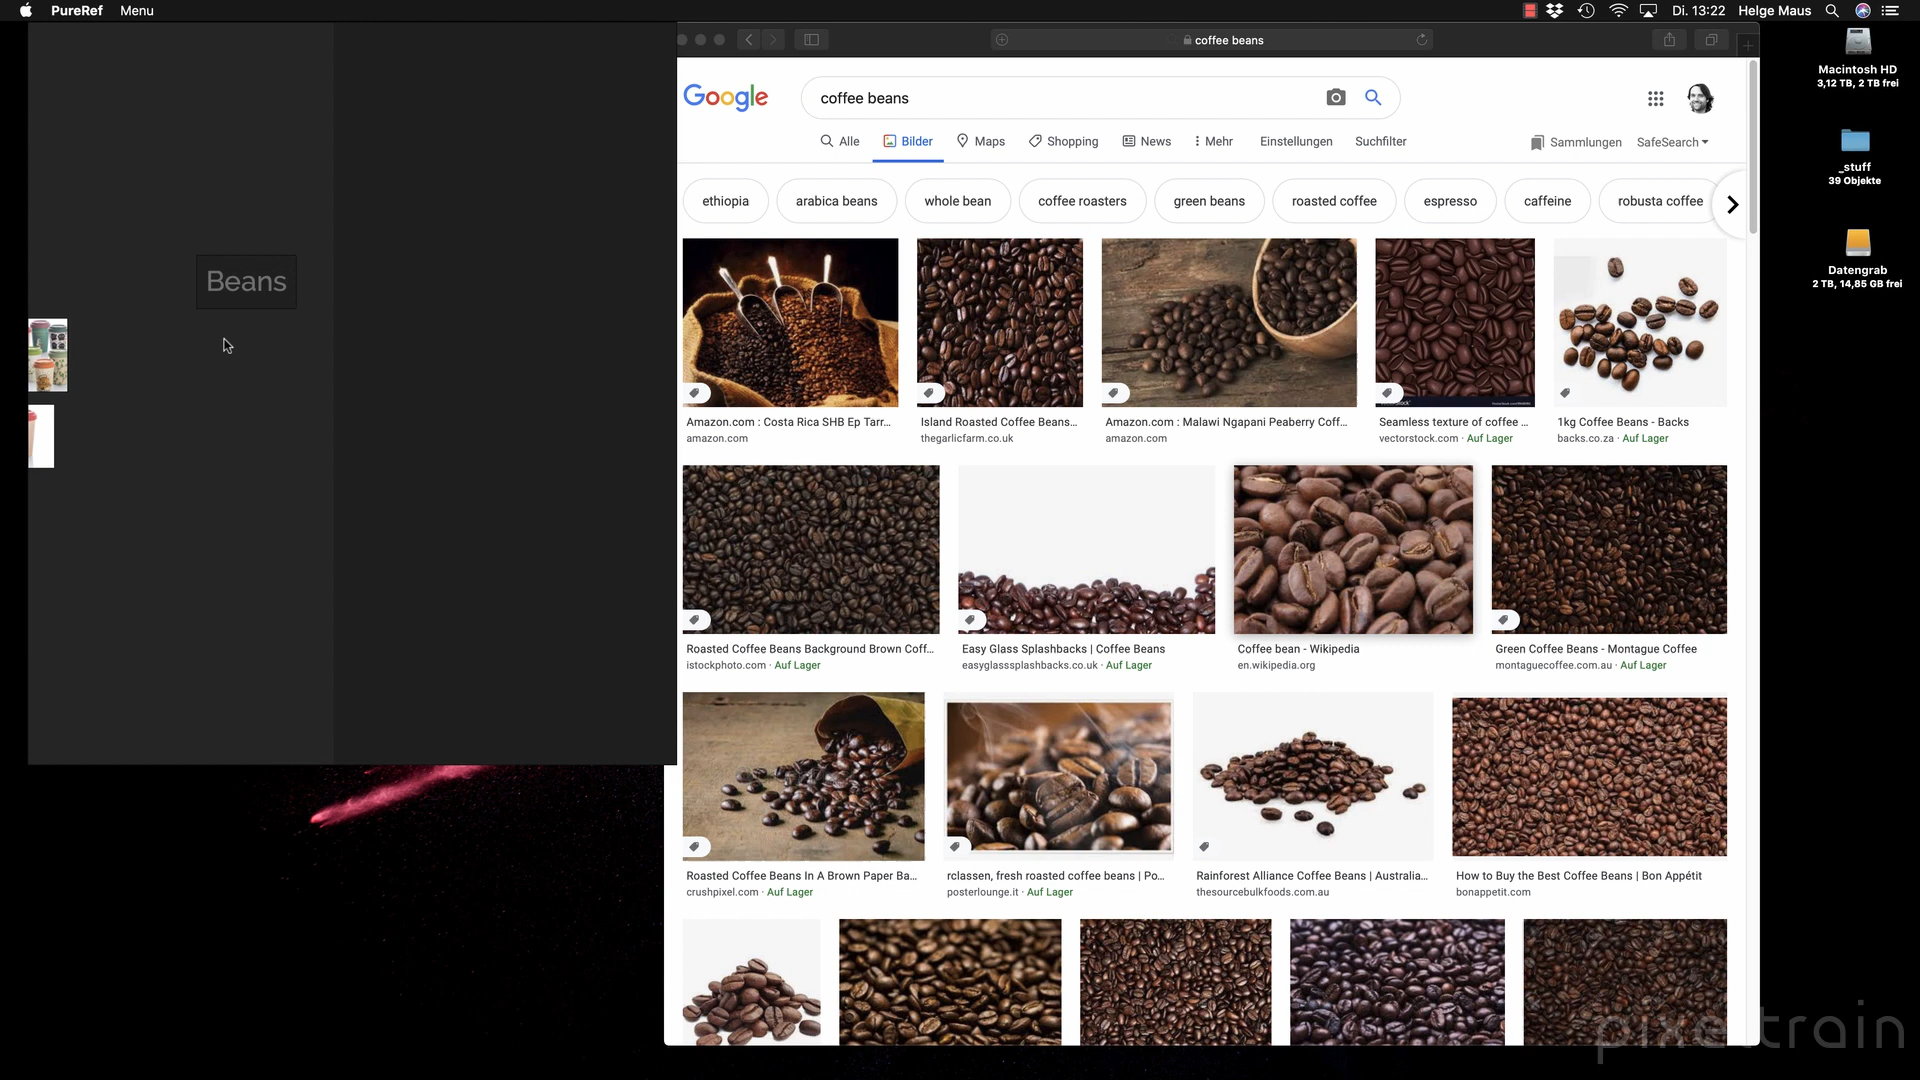 PureRef Menu Di. 13:22 Helge Maus
coffee beans
Macintosh HD
3,12 TB, 2 TB frei
_stuff
39 Objekte
Datengrab
2 TB, 14,85 GB frei
Beans
Google coffee beans
Alle Bilder Maps Shopping News Mehr Einstellungen Suchfilter Sammlungen SafeSearch
ethiopia arabica beans whole bean coffee roasters green beans roasted coffee espresso caffeine robusta coffee
Amazon.com : Costa Rica SHB Ep Tarr... Island Roasted Coffee Beans... Amazon.com : Malawi Ngapani Peaberry Coff... Seamless texture of coffee ... 1kg Coffee Beans - Backs
amazon.com thegarlicfarm.co.uk amazon.com vectorstock.com · Auf Lager backs.co.za · Auf Lager
Roasted Coffee Beans Background Brown Coff... Easy Glass Splashbacks | Coffee Beans Coffee bean - Wikipedia Green Coffee Beans - Montague Coffee
istockphoto.com · Auf Lager easyglasssplashbacks.co.uk · Auf Lager en.wikipedia.org montaguecoffee.com.au · Auf Lager
Roasted Coffee Beans In A Brown Paper Ba... rclassen, fresh roasted coffee beans | Po... Rainforest Alliance Coffee Beans | Australia... How to Buy the Best Coffee Beans | Bon Appétit
crushpixel.com · Auf Lager posterlounge.it · Auf Lager thesourcebulkfoods.com.au bonappetit.com
pixeltrain